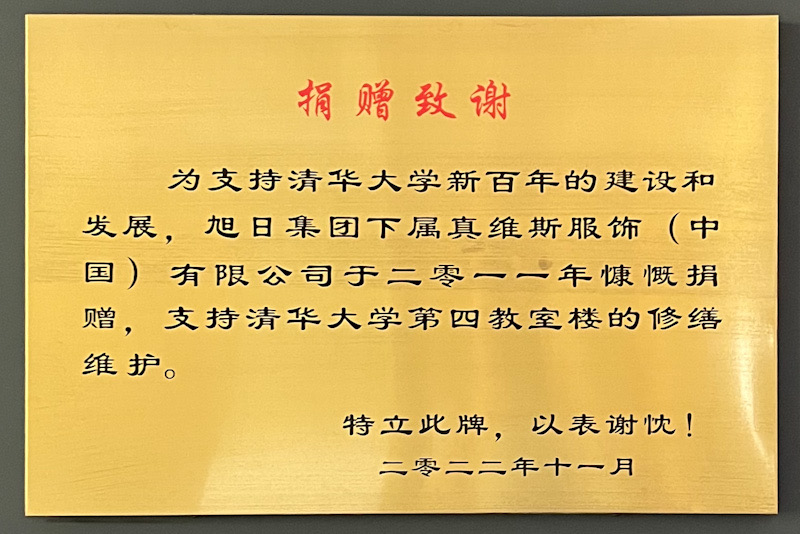 捐赠致谢
为支持清华大学新百年的建设和
发展，旭日集团下属真维斯服饰（中
国）有限公司于二零一一年慷慨捐
赠，支持清华大学第四教室楼的修缮
维护。
特立此牌，以表谢忱！
二零二二年十一月